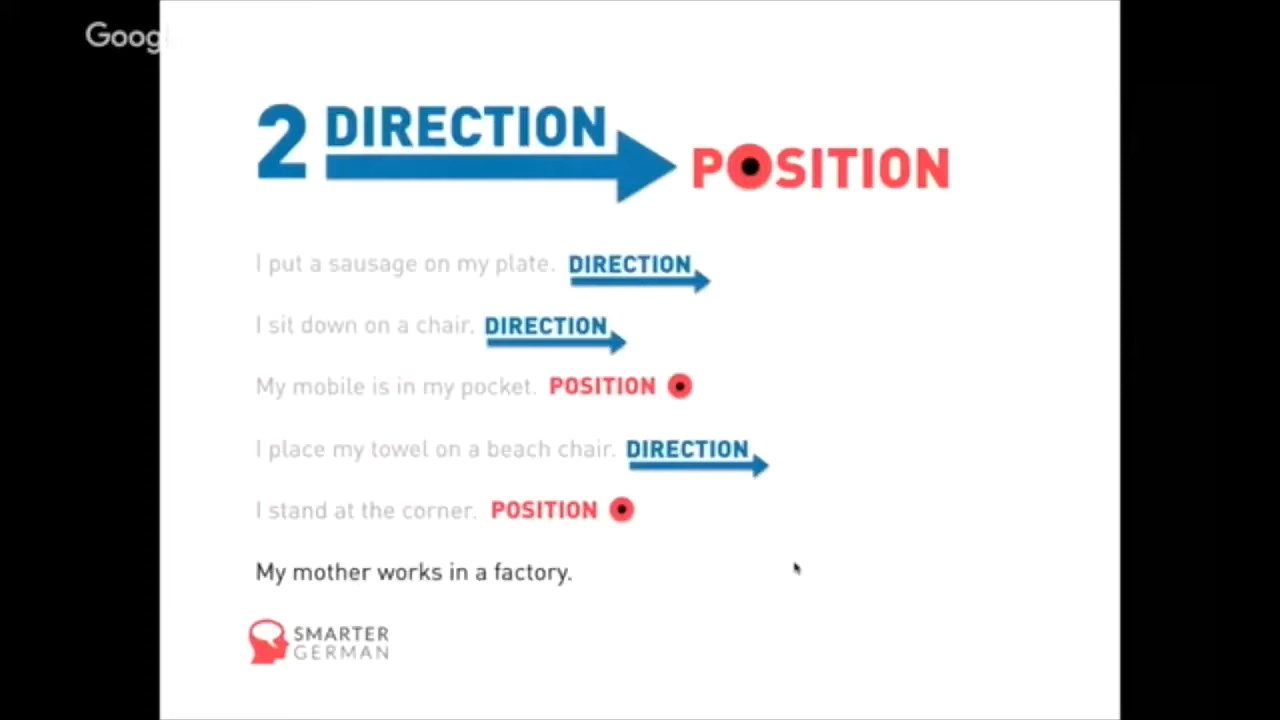 Goog
2 DIRECTION POSITION
I put a sausage on my plate. DIRECTION
I sit down on a chair. DIRECTION
My mobile is in my pocket. POSITION
I place my towel on a beach chair. DIRECTION
I stand at the corner. POSITION
My mother works in a factory.
SMARTER
GERMAN